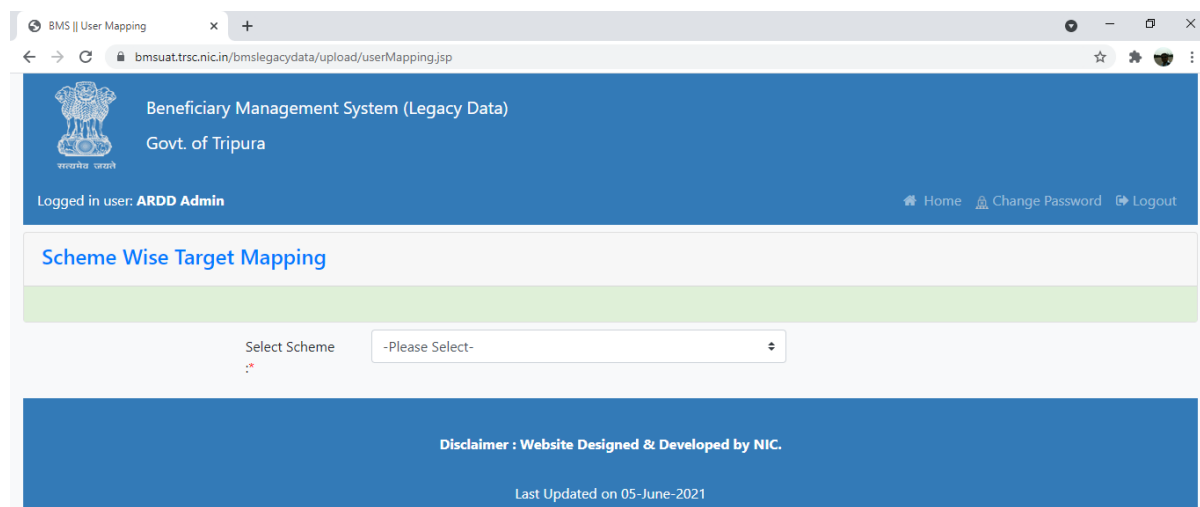 BMS || User Mapping
bmsuat.trsc.nic.in/bmslegacydata/upload/userMapping.jsp
Beneficiary Management System (Legacy Data)
Govt. of Tripura
सत्यमेव जयते
Logged in user: ARDD Admin Home Change Password Logout
Scheme Wise Target Mapping
Select Scheme -Please Select-
:*
Disclaimer : Website Designed & Developed by NIC.
Last Updated on 05-June-2021